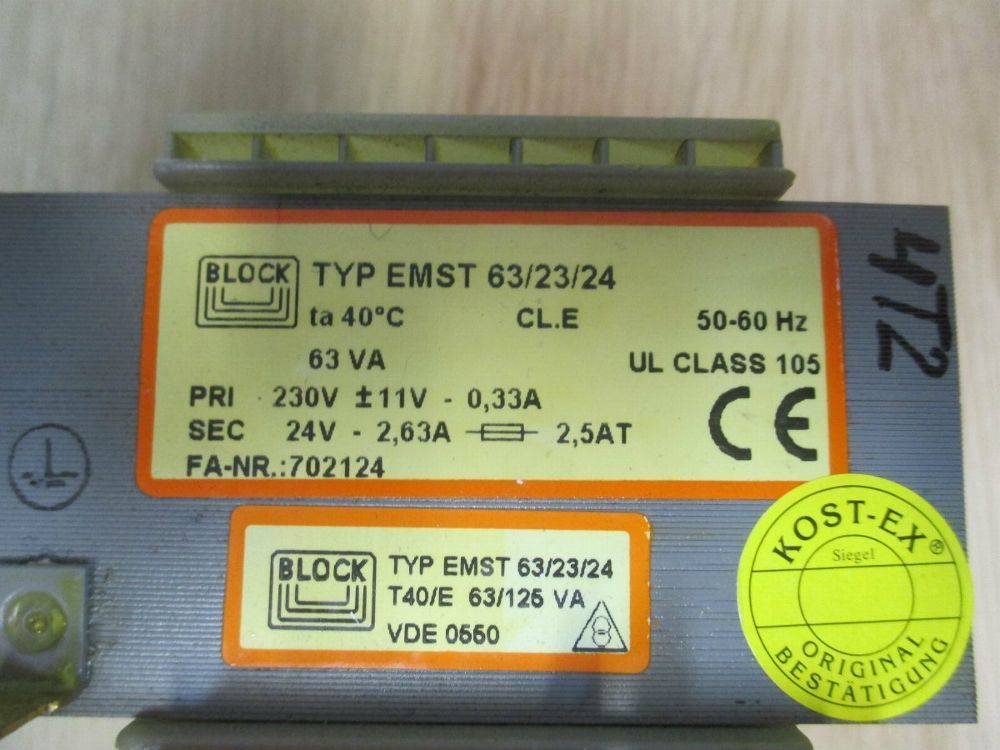 BLOCK TYP EMST 63/23/24
ta 40°C CL.E 50-60 Hz
63 VA UL CLASS 105
PRI 230V ±11V - 0,33A
SEC 24V - 2,63A 2,5AT
FA-NR.:702124
CE
4T2
BLOCK TYP EMST 63/23/24
T40/E 63/125 VA
VDE 0550
KOST-EX®
Siegel
ORIGINAL
BESTÄTIGUNG